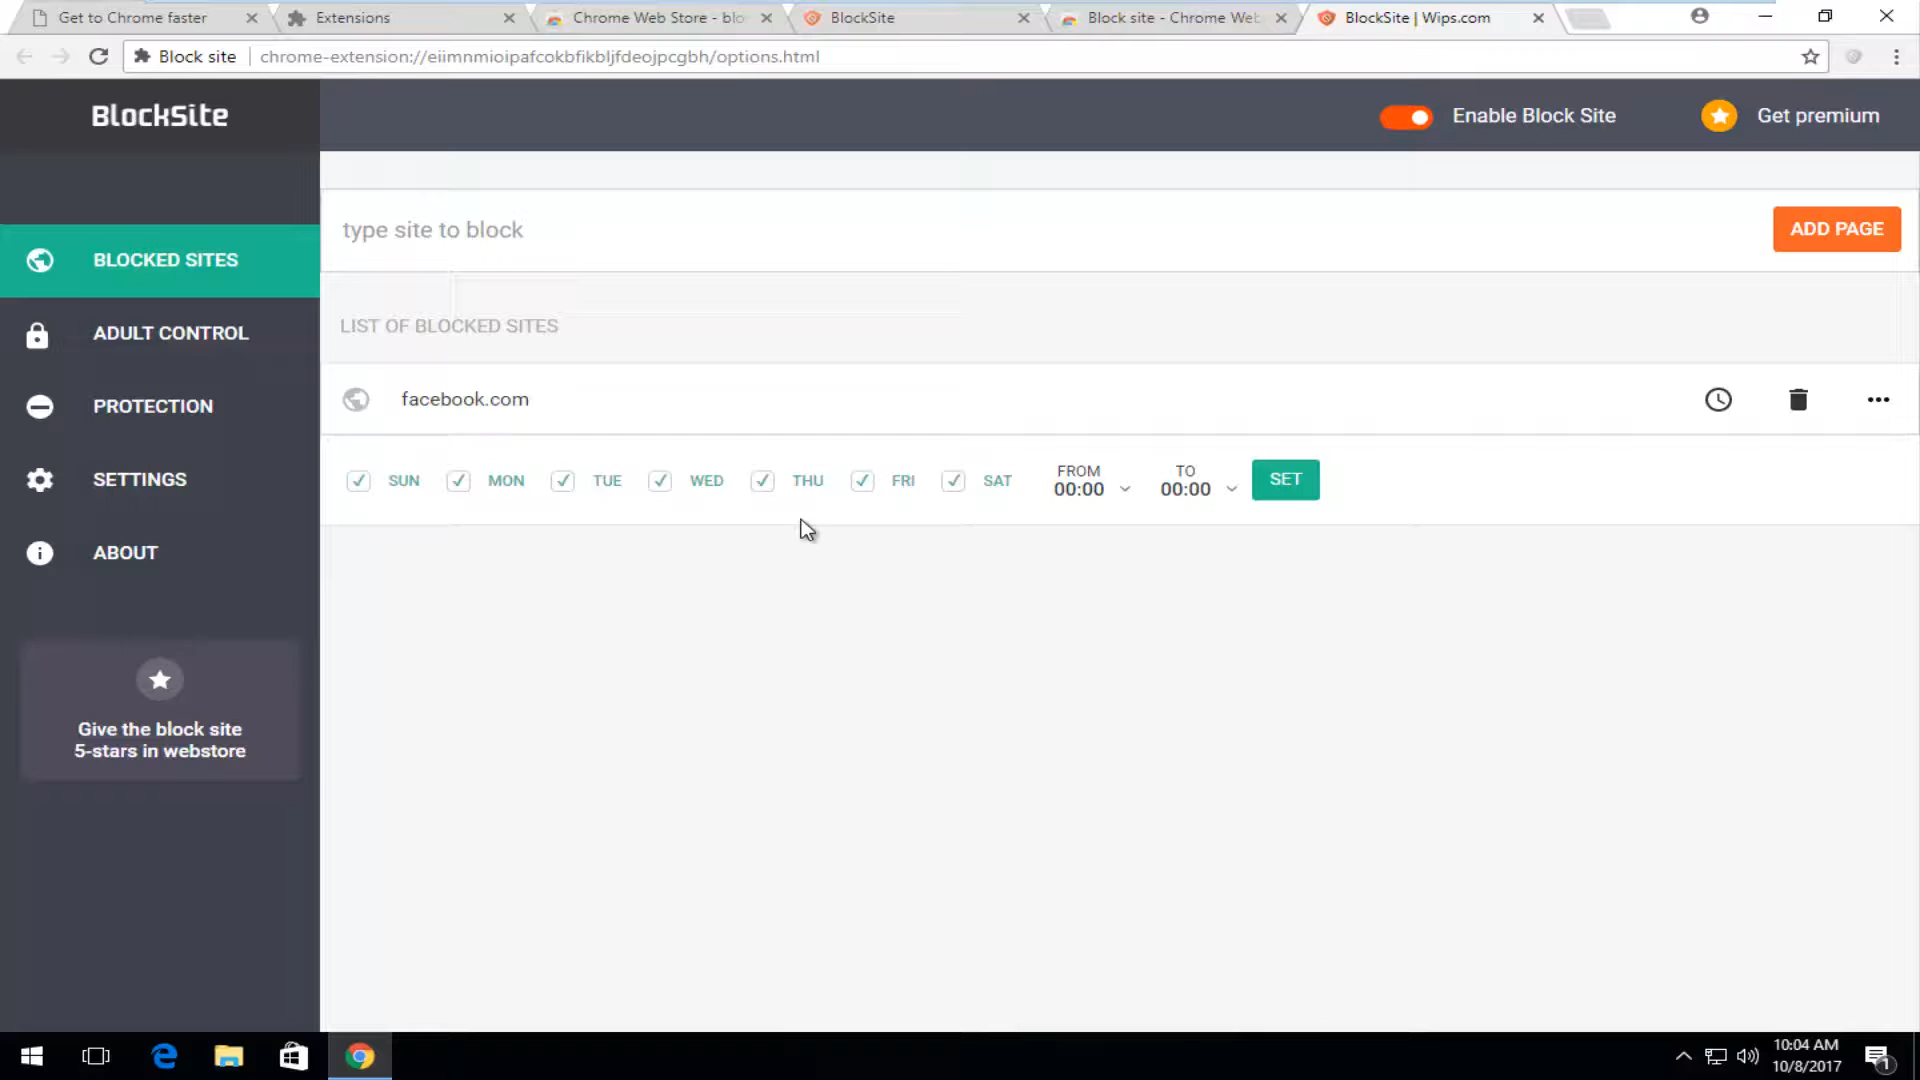 Get to Chrome faster
Extensions
Chrome Web Store - blo
BlockSite
Block site - Chrome Web
BlockSite | Wips.com
Block site
chrome-extension://eiimnmioipafcokbfikbljfdeojpcgbh/options.html
BlockSite
Enable Block Site
Get premium
type site to block
ADD PAGE
BLOCKED SITES
LIST OF BLOCKED SITES
ADULT CONTROL
facebook.com
PROTECTION
SETTINGS
SUN MON TUE WED THU FRI SAT
FROM
00:00
TO
00:00
SET
ABOUT
Give the block site
5-stars in webstore
10:04 AM
10/8/2017
1